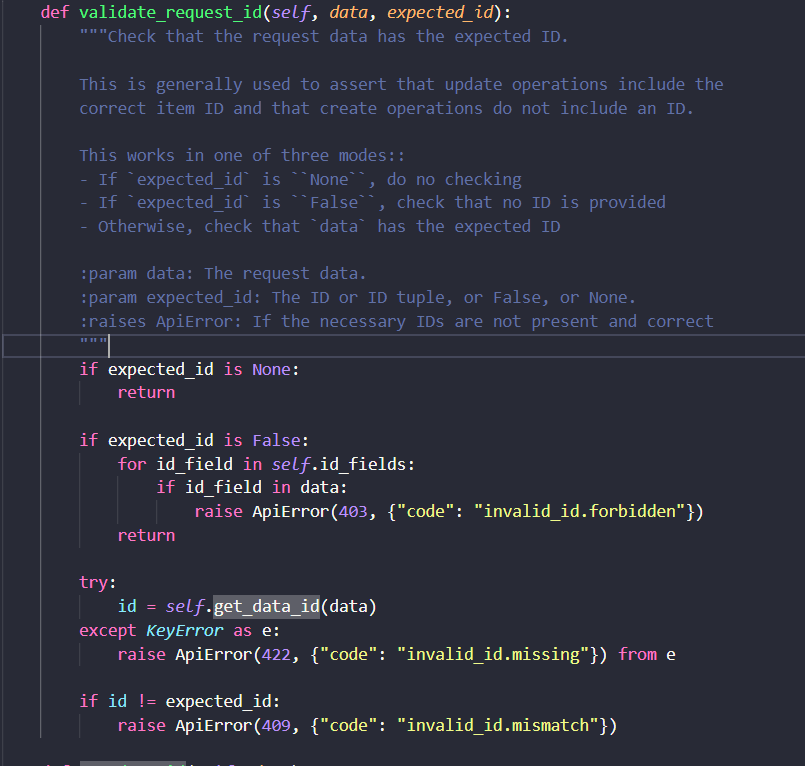 def validate_request_id(self, data, expected_id):
    """Check that the request data has the expected ID.

    This is generally used to assert that update operations include the
    correct item ID and that create operations do not include an ID.

    This works in one of three modes::
    - If `expected_id` is ``None``, do no checking
    - If `expected_id` is ``False``, check that no ID is provided
    - Otherwise, check that `data` has the expected ID

    :param data: The request data.
    :param expected_id: The ID or ID tuple, or False, or None.
    :raises ApiError: If the necessary IDs are not present and correct
    """
    if expected_id is None:
        return

    if expected_id is False:
        for id_field in self.id_fields:
            if id_field in data:
                raise ApiError(403, {"code": "invalid_id.forbidden"})
        return

    try:
        id = self.get_data_id(data)
    except KeyError as e:
        raise ApiError(422, {"code": "invalid_id.missing"}) from e

    if id != expected_id:
        raise ApiError(409, {"code": "invalid_id.mismatch"})